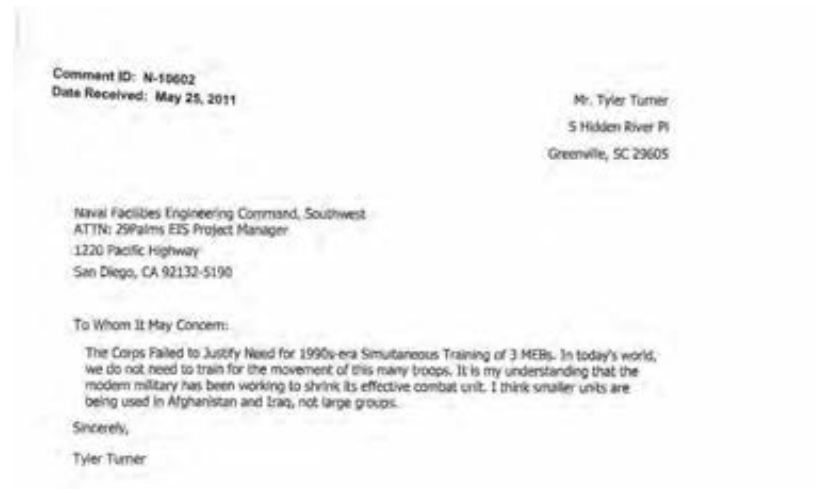 Comment ID: N-10602
Date Received: May 25, 2011
Mr. Tyler Turner
5 Hidden River Pl
Greenville, SC 29605
Naval Facilities Engineering Command, Southwest
ATTN: 29Palms EIS Project Manager
1220 Pacific Highway
San Diego, CA 92132-5190
To Whom It May Concern:
The Corps Failed to Justify Need for 1990s-era Simultaneous Training of 3 MEBs. In today's world,
we do not need to train for the movement of this many troops. It is my understanding that the
modern military has been working to shrink its effective combat unit. I think smaller units are
being used in Afghanistan and Iraq, not large groups.
Sincerely,
Tyler Turner